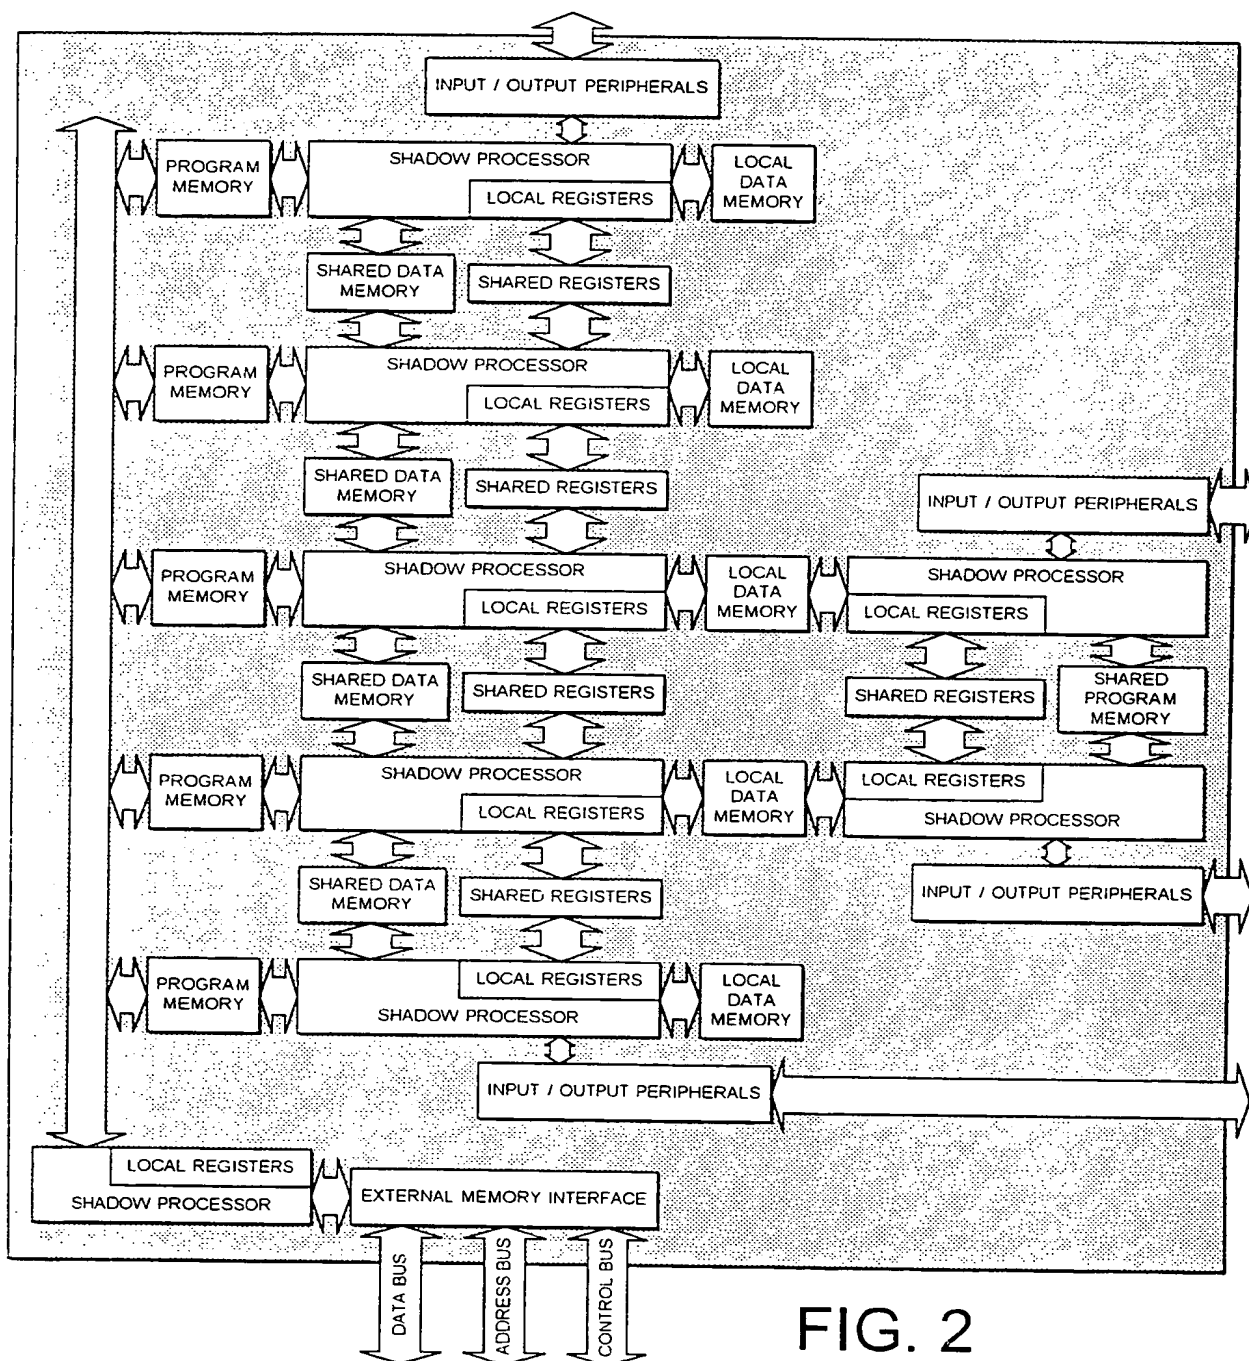 INPUT / OUTPUT PERIPHERALS
PROGRAM
MEMORY
SHADOW PROCESSOR
LOCAL REGISTERS
LOCAL
DATA
MEMORY
SHARED DATA
MEMORY
SHARED REGISTERS
PROGRAM
MEMORY
SHADOW PROCESSOR
LOCAL REGISTERS
LOCAL
DATA
MEMORY
SHARED DATA
MEMORY
SHARED REGISTERS
INPUT / OUTPUT PERIPHERALS
PROGRAM
MEMORY
SHADOW PROCESSOR
LOCAL REGISTERS
LOCAL
DATA
MEMORY
SHADOW PROCESSOR
LOCAL REGISTERS
SHARED DATA
MEMORY
SHARED REGISTERS
SHARED REGISTERS
SHARED
PROGRAM
MEMORY
PROGRAM
MEMORY
SHADOW PROCESSOR
LOCAL REGISTERS
LOCAL
DATA
MEMORY
LOCAL REGISTERS
SHADOW PROCESSOR
SHARED DATA
MEMORY
SHARED REGISTERS
INPUT / OUTPUT PERIPHERALS
PROGRAM
MEMORY
LOCAL REGISTERS
SHADOW PROCESSOR
LOCAL
DATA
MEMORY
INPUT / OUTPUT PERIPHERALS
LOCAL REGISTERS
SHADOW PROCESSOR
EXTERNAL MEMORY INTERFACE
DATA BUS
ADDRESS BUS
CONTROL BUS
FIG. 2